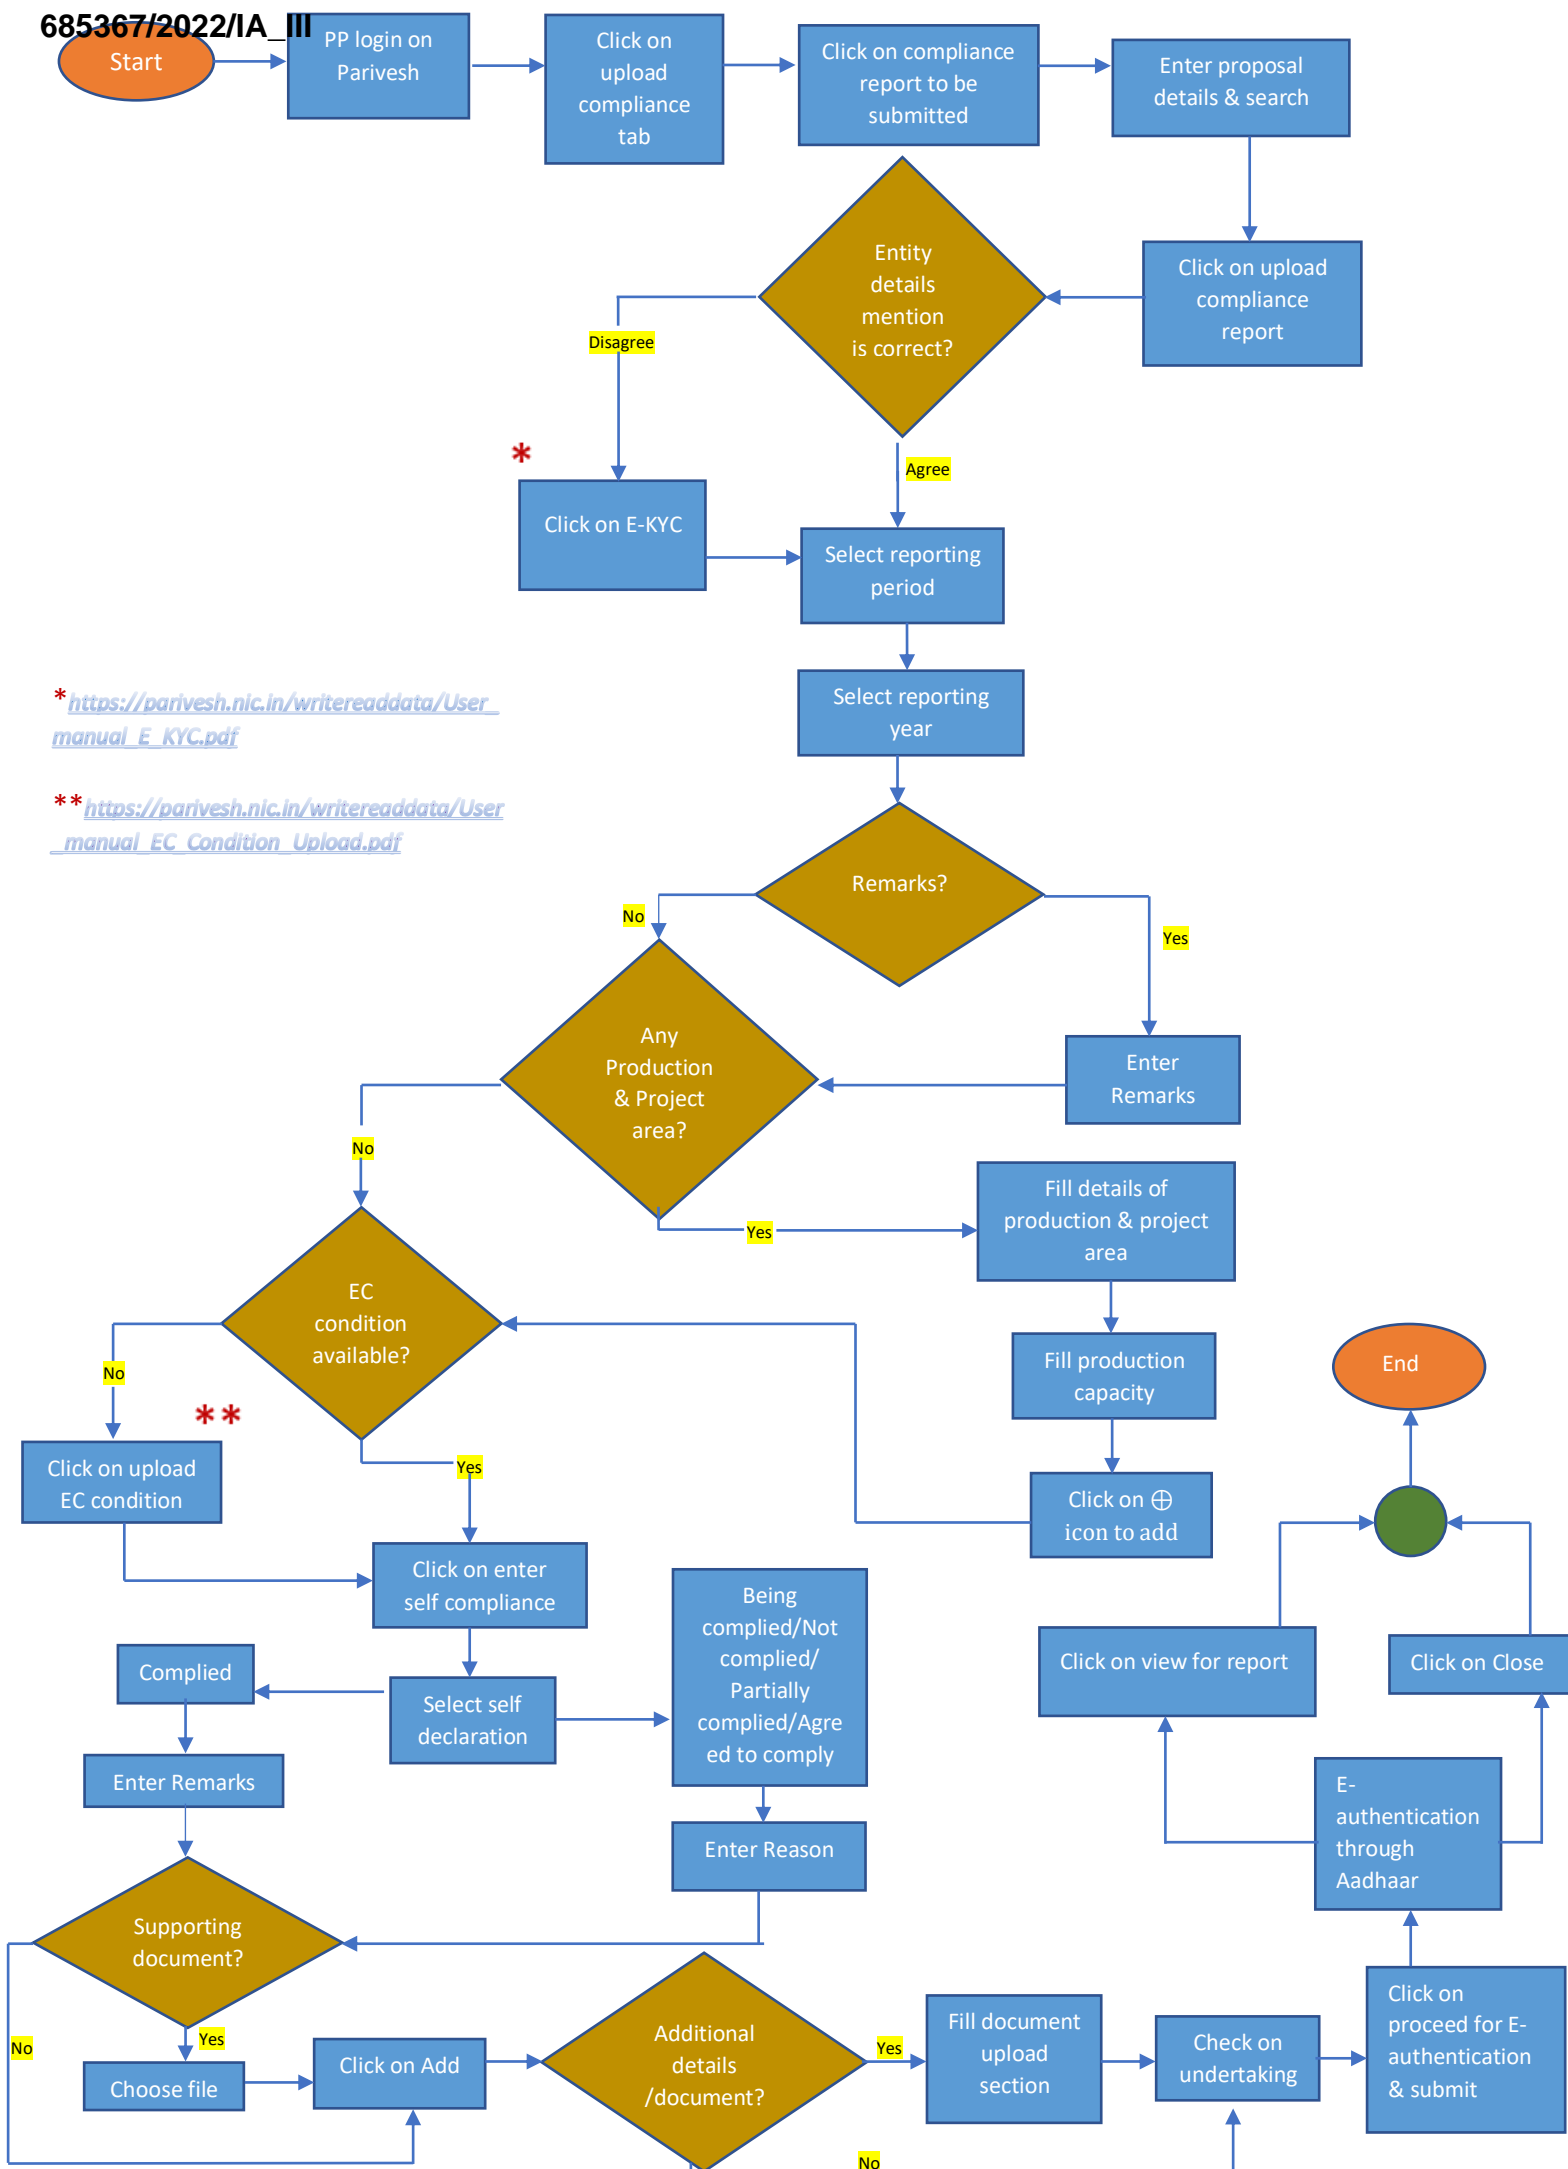 685367/2022/IA_III
Start
PP login on
Parivesh
Click on
upload
compliance
tab
Click on compliance
report to be
submitted
Enter proposal
details & search
Entity
details
mention
is correct?
Click on upload
compliance
report
Disagree
*
Agree
Click on E-KYC
Select reporting
period
*https://parivesh.nic.in/writereaddata/User_
manual_E_KYC.pdf
Select reporting
year
**https://parivesh.nic.in/writereaddata/User
_manual_EC_Condition_Upload.pdf
Remarks?
No
Yes
Any
Production
& Project
area?
Enter
Remarks
No
Yes
Fill details of
production & project
area
EC
condition
available?
No
**
Yes
Fill production
capacity
End
Click on upload
EC condition
Click on ⊕
icon to add
Click on enter
self compliance
Being
complied/Not
complied/
Partially
complied/Agre
ed to comply
Complied
Select self
declaration
Click on view for report
Click on Close
Enter Remarks
E-
authentication
through
Aadhaar
Enter Reason
Supporting
document?
No
Yes
Choose file
Click on Add
Additional
details
/document?
Yes
No
Fill document
upload
section
Check on
undertaking
Click on
proceed for E-
authentication
& submit